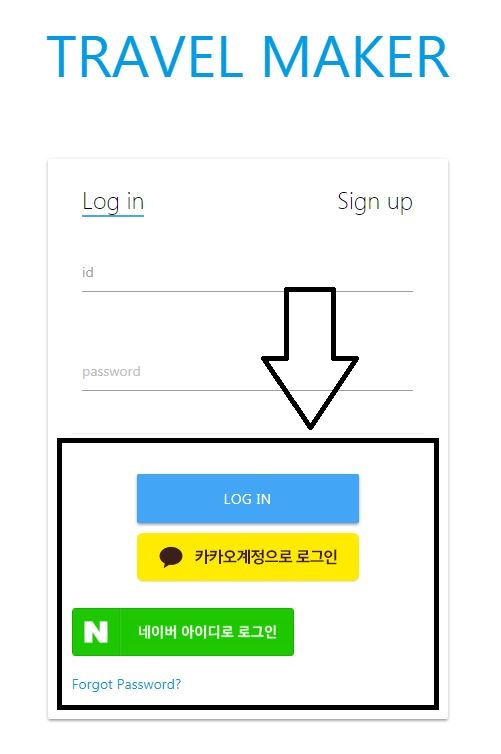 TRAVEL MAKER
Log in
Sign up
id
password
LOG IN
카카오계정으로 로그인
N 네이버 아이디로 로그인
Forgot Password?